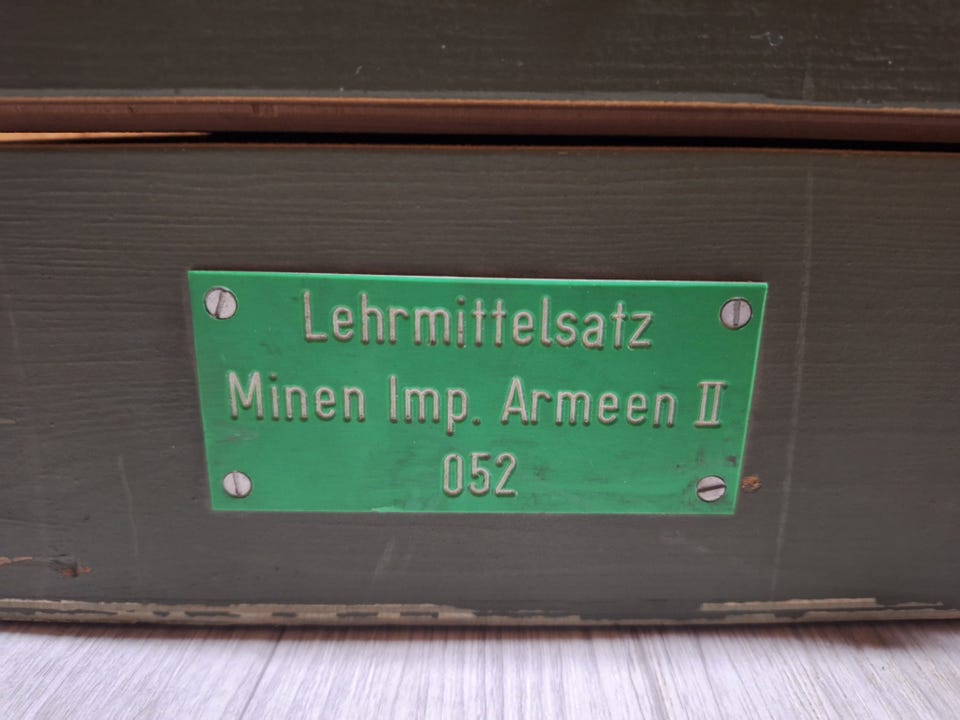 Lehrmittelsatz
Minen Imp. Armeen II
052